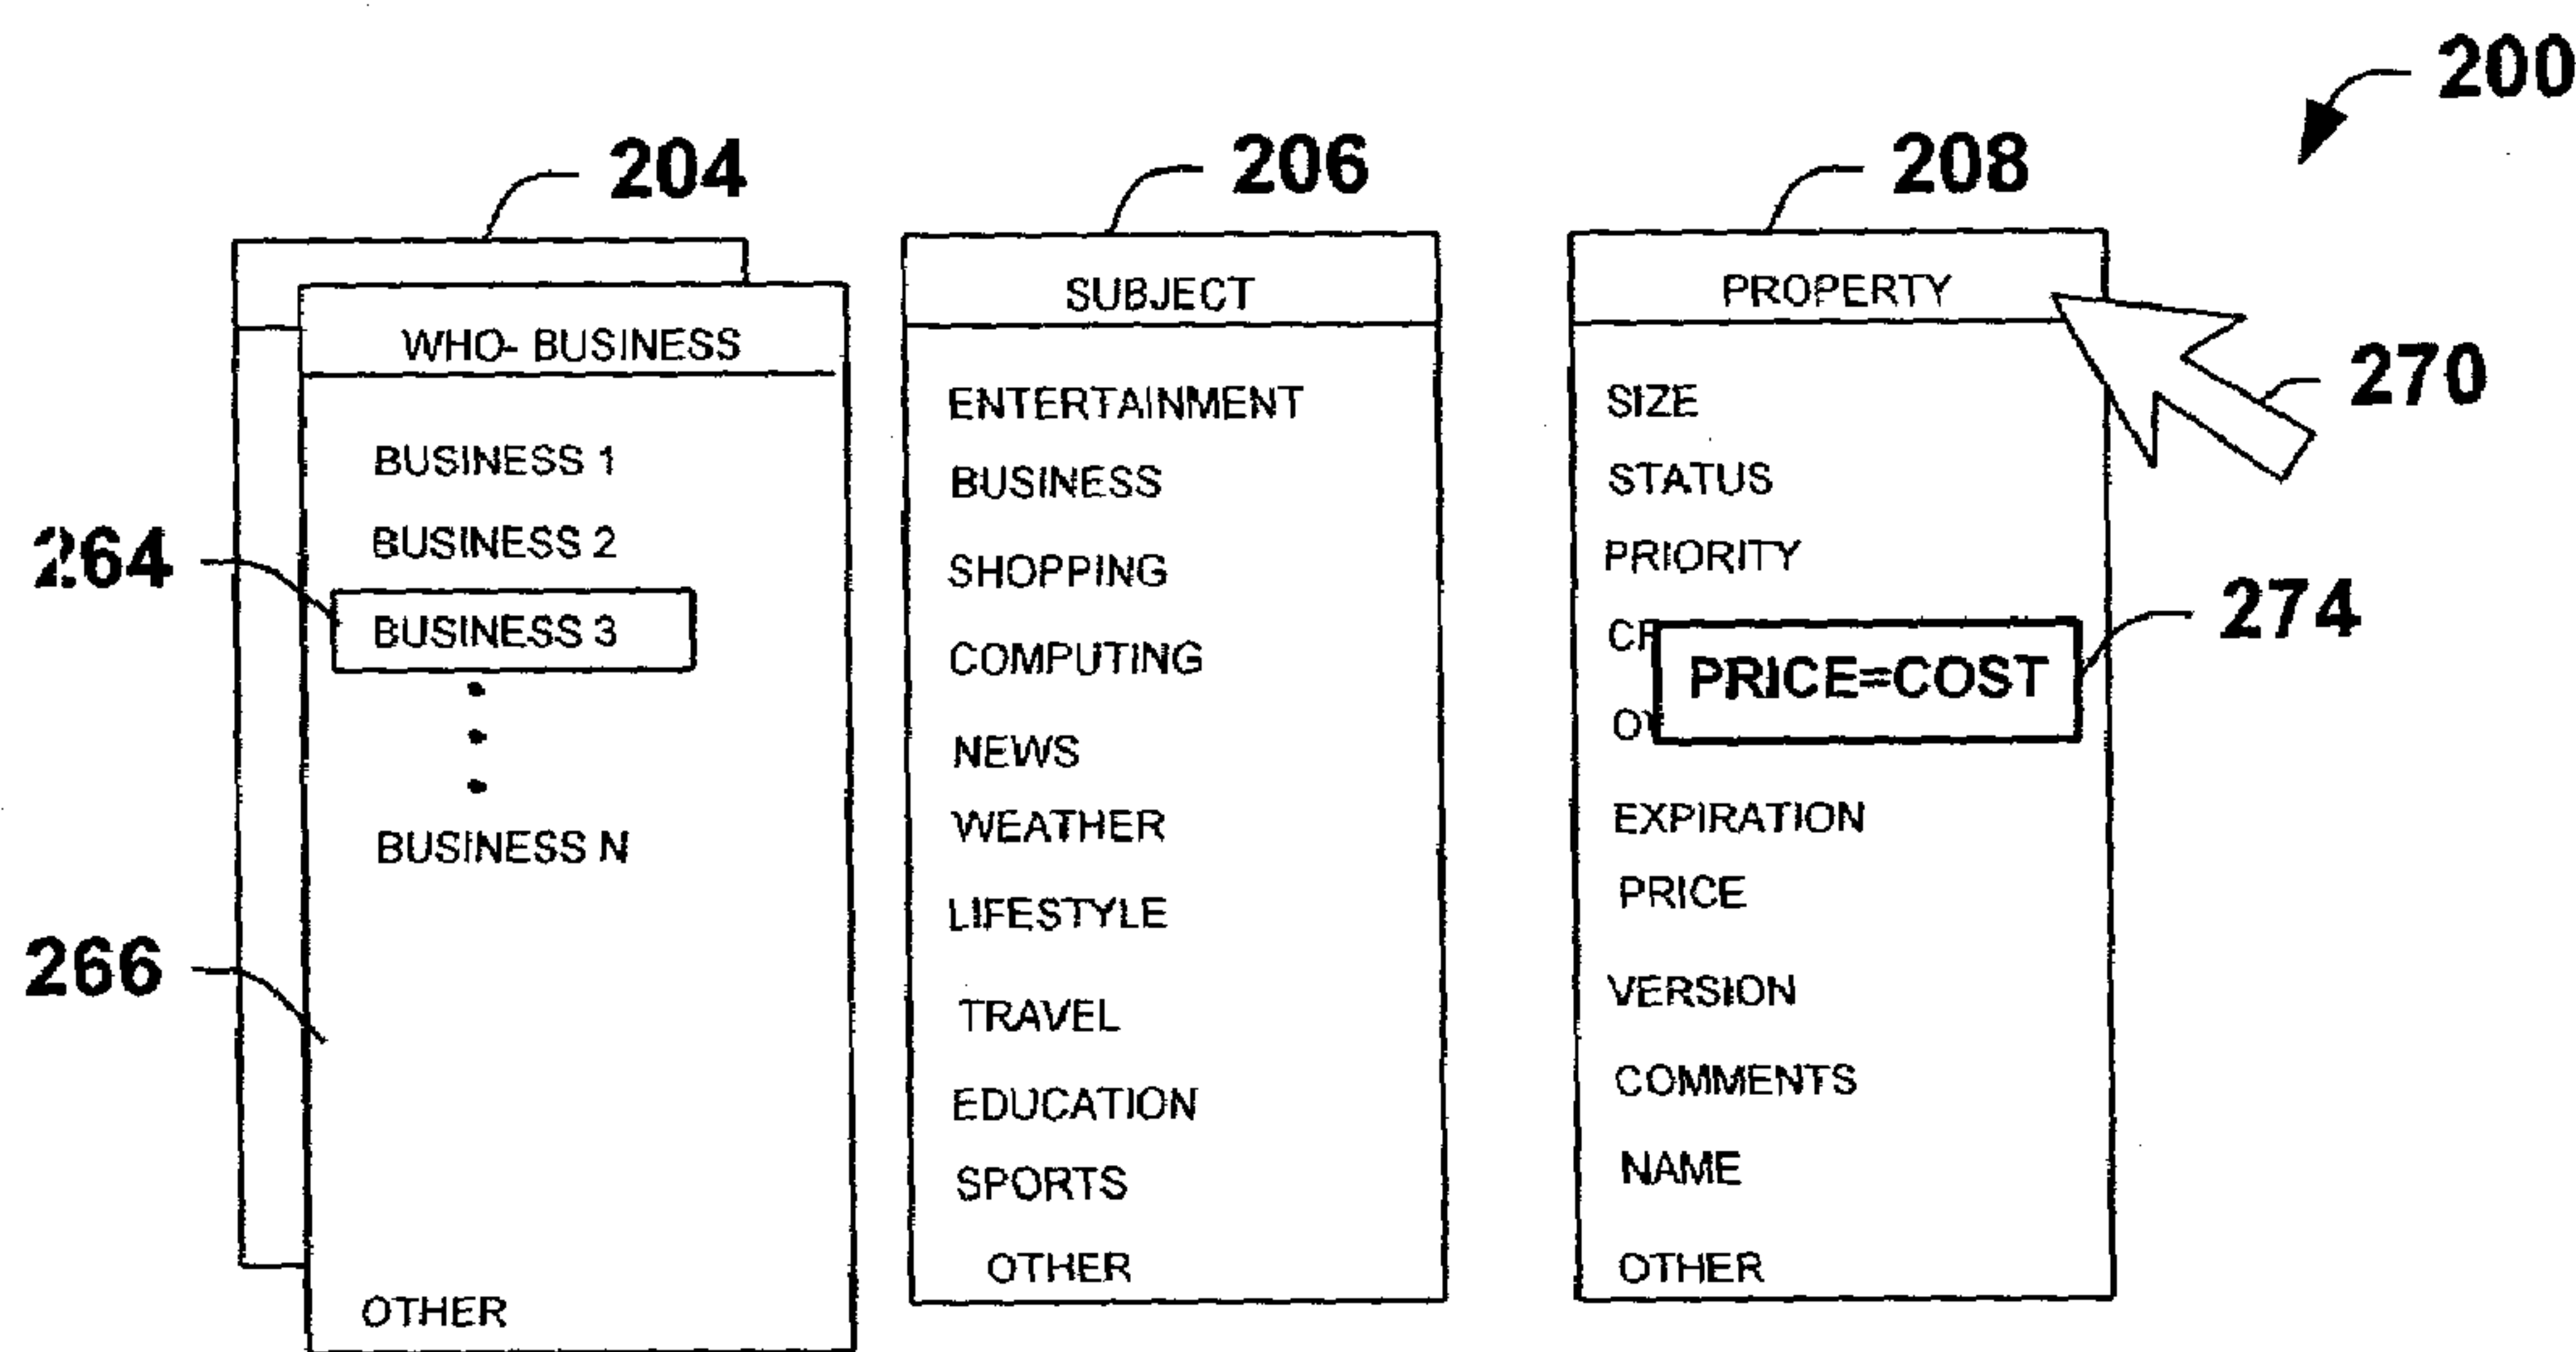 200
204
206
208
WHO- BUSINESS
BUSINESS 1
BUSINESS 2
264
BUSINESS 3
BUSINESS N
266
OTHER
SUBJECT
ENTERTAINMENT
BUSINESS
SHOPPING
COMPUTING
NEWS
WEATHER
LIFESTYLE
TRAVEL
EDUCATION
SPORTS
OTHER
PROPERTY
270
SIZE
STATUS
PRIORITY
274
PRICE=COST
EXPIRATION
PRICE
VERSION
COMMENTS
NAME
OTHER